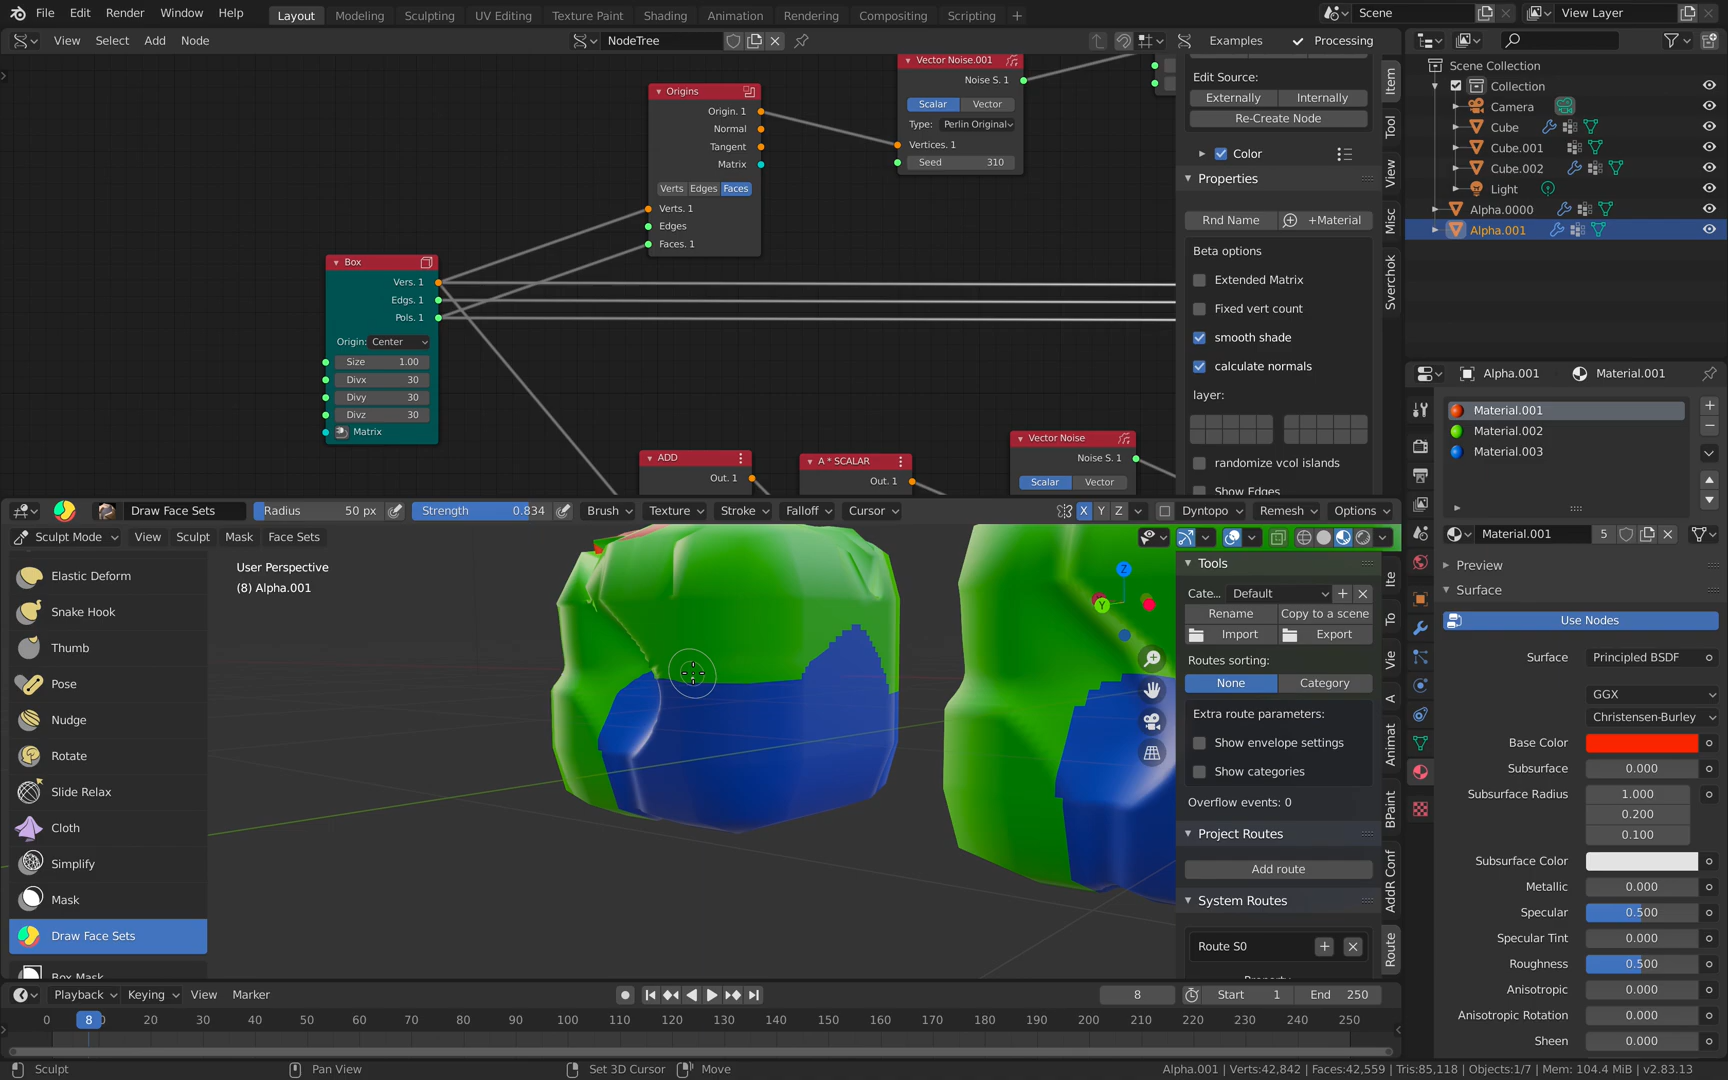 File Edit Render Window Help Layout Modeling Sculpting UV Editing Texture Paint Shading Animation Rendering Compositing Scripting + Scene View Layer
View Select Add Node NodeTree Examples Processing
Edit Source:
Externally Internally
Re-Create Node
Color
Properties
Rnd Name +Material
Beta options
Extended Matrix
Fixed vert count
smooth shade
calculate normals
layer:
randomize vcol islands
Show Edges
Item
Tool
View
Misc
Sverchok
Vector Noise.001
Noise S. 1
Scalar Vector
Type: Perlin Original
Vertices. 1
Seed 310
Origins
Origin. 1
Normal
Tangent
Matrix
Verts Edges Faces
Verts. 1
Edges
Faces. 1
Box
Vers. 1
Edgs. 1
Pols. 1
Origin: Center
Size 1.00
Divx 30
Divy 30
Divz 30
Matrix
ADD
Out. 1
A * SCALAR
Out. 1
Vector Noise
Noise S. 1
Scalar Vector
Scene Collection
Collection
Camera
Cube
Cube.001
Cube.002
Light
Alpha.0000
Alpha.001
Alpha.001 Material.001
Material.001
Material.002
Material.003
Material.001 5
Preview
Surface
Use Nodes
Surface Principled BSDF
GGX
Christensen-Burley
Base Color
Subsurface 0.000
Subsurface Radius 1.000
0.200
0.100
Subsurface Color
Metallic 0.000
Specular 0.500
Specular Tint 0.000
Roughness 0.500
Anisotropic 0.000
Anisotropic Rotation 0.000
Sheen 0.000
Draw Face Sets Radius 50 px Strength 0.834 Brush Texture Stroke Falloff Cursor X Y Z Dyntopo Remesh Options
Sculpt Mode View Sculpt Mask Face Sets
User Perspective
(8) Alpha.001
Elastic Deform
Snake Hook
Thumb
Pose
Nudge
Rotate
Slide Relax
Cloth
Simplify
Mask
Draw Face Sets
Box Mask
Z
Y
Tools
Cate... Default
Rename Copy to a scene
Import Export
Routes sorting:
None Category
Extra route parameters:
Show envelope settings
Show categories
Overflow events: 0
Project Routes
Add route
System Routes
Route S0
Ite
To
Vie
A
Animat
BPaint
AddR Conf
Route
Playback Keying View Marker 8 Start 1 End 250
0 8 20 30 40 50 60 70 80 90 100 110 120 130 140 150 160 170 180 190 200 210 220 230 240 250
Sculpt Pan View Set 3D Cursor Move Alpha.001 | Verts:42,842 | Faces:42,559 | Tris:85,118 | Objects:1/7 | Mem: 104.4 MiB | v2.83.13